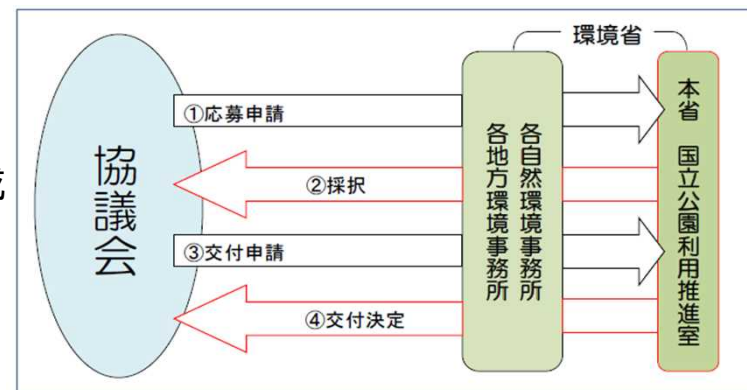 環境省
協議会
①応募申請
②採択
③交付申請
④交付決定
各自然環境事務所
各地方環境事務所
本省　国立公園利用推進室